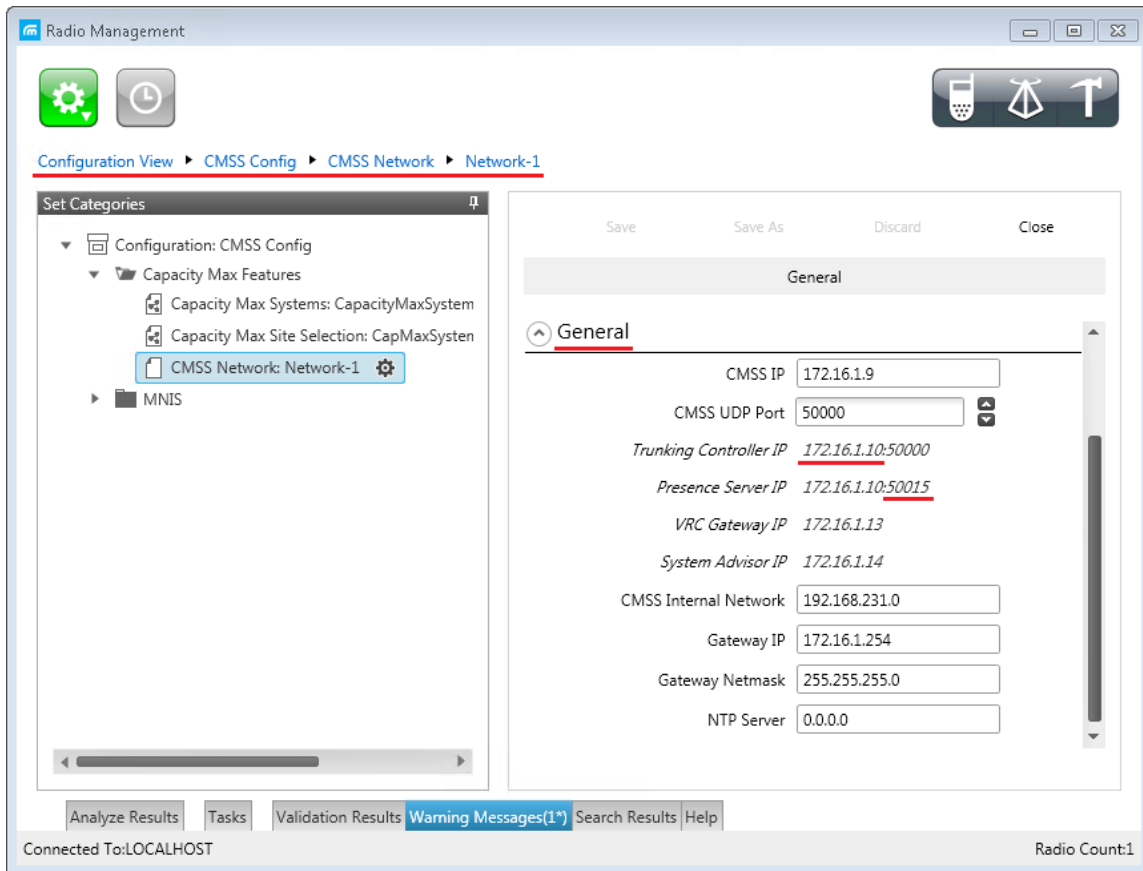 Radio Management
Configuration View ▶ CMSS Config ▶ CMSS Network ▶ Network-1
Set Categories
Configuration: CMSS Config
Capacity Max Features
Capacity Max Systems: CapacityMaxSystem
Capacity Max Site Selection: CapMaxSysten
CMSS Network: Network-1
MNIS
Save Save As Discard Close
General
General
CMSS IP 172.16.1.9
CMSS UDP Port 50000
Trunking Controller IP 172.16.1.10:50000
Presence Server IP 172.16.1.10:50015
VRC Gateway IP 172.16.1.13
System Advisor IP 172.16.1.14
CMSS Internal Network 192.168.231.0
Gateway IP 172.16.1.254
Gateway Netmask 255.255.255.0
NTP Server 0.0.0.0
Analyze Results Tasks Validation Results Warning Messages(1*) Search Results Help
Connected To:LOCALHOST Radio Count:1